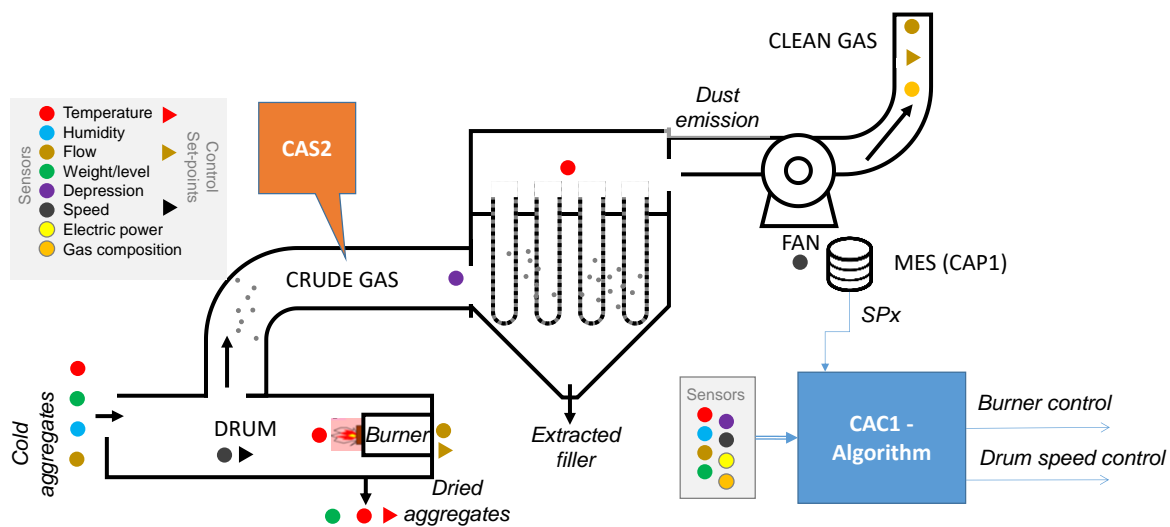 CLEAN GAS
Dust
emission
Sensors
Temperature
Humidity
Flow
Weight/level
Depression
Speed
Electric power
Gas composition
Control
Set-points
CAS2
CRUDE GAS
FAN
MES (CAP1)
SPx
Cold
aggregates
DRUM
Burner
Extracted
filler
Dried
aggregates
Sensors
CAC1 -
Algorithm
Burner control
Drum speed control